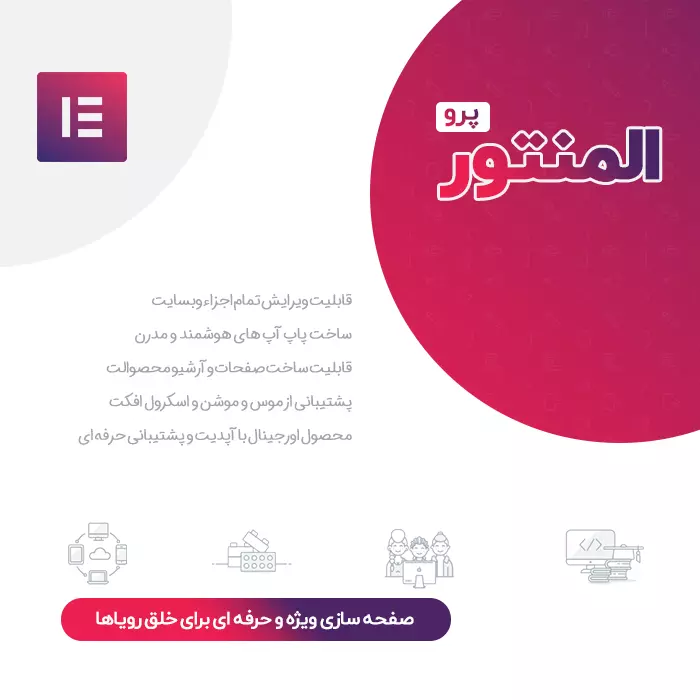 پرو
المنتور
قابلیت ویرایش تمام اجزاء وبسایت
ساخت پاپ آپ های هوشمند و مدرن
قابلیت ساخت صفحات و آرشیو محصوالت
پشتیبانی از موس و موشن و اسکرول افکت
محصول اورجینال با آپدیت و پشتیبانی حرفه ای
صفحه سازی ویژه و حرفه ای برای خلق رویاها